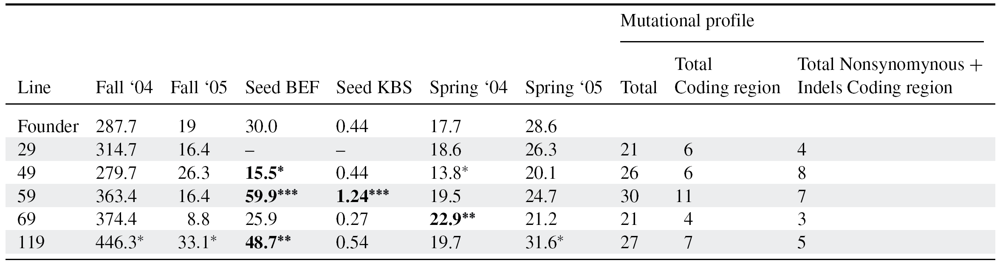 Mutational profile
Total Total Nonsynomynous +
Line Fall ‘04 Fall ‘05 Seed BEF Seed KBS Spring ‘04 Spring ‘05 Total Coding region Indels Coding region
Founder 287.7 19 30.0 0.44 17.7 28.6
29 314.7 16.4 – – 18.6 26.3 21 6 4
49 279.7 26.3 15.5* 0.44 13.8* 20.1 26 6 8
59 363.4 16.4 59.9*** 1.24*** 19.5 24.7 30 11 7
69 374.4 8.8 25.9 0.27 22.9** 21.2 21 4 3
119 446.3* 33.1* 48.7** 0.54 19.7 31.6* 27 7 5